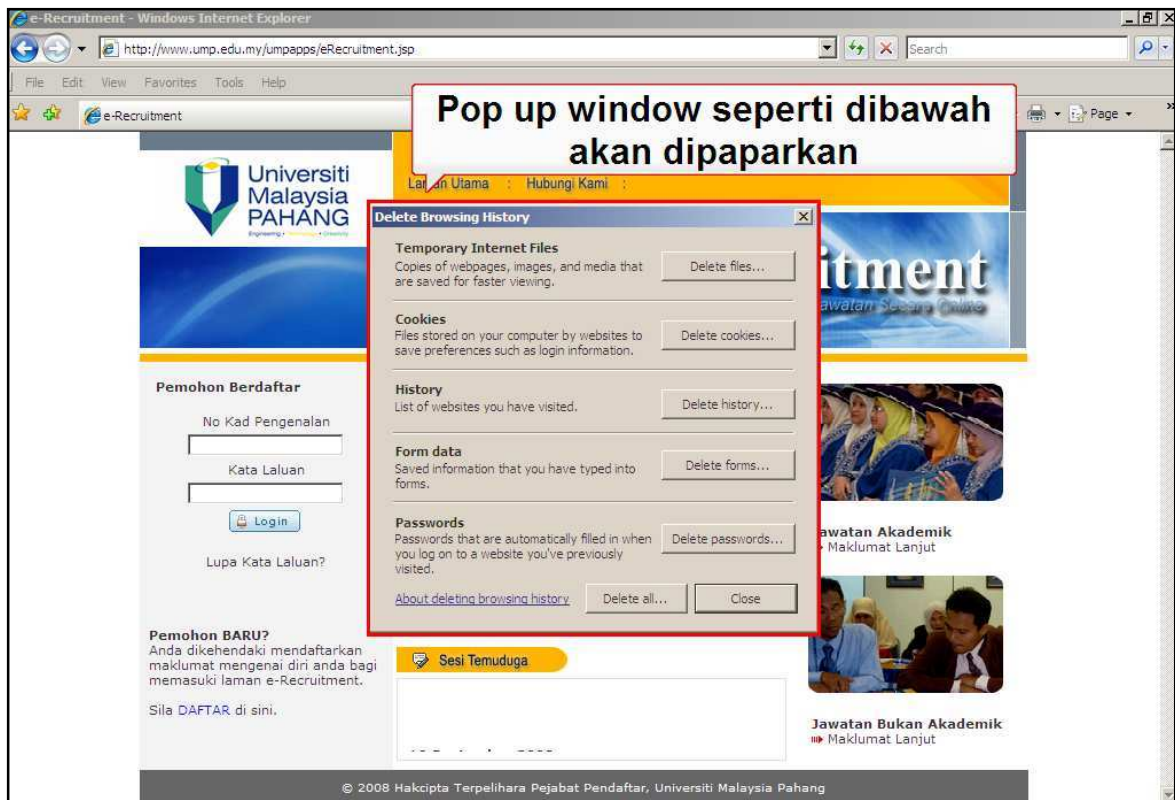 e-Recruitment - Windows Internet Explorer
http://www.ump.edu.my/umpapps/eRecruitment.jsp
Search
File Edit View Favorites Tools Help
e-Recruitment
Page
Pop up window seperti dibawah
akan dipaparkan
Universiti
Malaysia
PAHANG
Laman Utama : Hubungi Kami :
itment
awatan Secara Online
Delete Browsing History
Temporary Internet Files
Copies of webpages, images, and media that
are saved for faster viewing.
Delete files...
Cookies
Files stored on your computer by websites to
save preferences such as login information.
Delete cookies...
History
List of websites you have visited.
Delete history...
Form data
Saved information that you have typed into
forms.
Delete forms...
Passwords
Passwords that are automatically filled in when
you log on to a website you've previously
visited.
Delete passwords...
About deleting browsing history
Delete all...
Close
Pemohon Berdaftar
No Kad Pengenalan
Kata Laluan
Login
Lupa Kata Laluan?
Pemohon BARU?
Anda dikehendaki mendaftarkan
maklumat mengenai diri anda bagi
memasuki laman e-Recruitment.
Sila DAFTAR di sini.
Sesi Temuduga
awatan Akademik
Maklumat Lanjut
Jawatan Bukan Akademik
Maklumat Lanjut
© 2008 Hakcipta Terpelihara Pejabat Pendaftar, Universiti Malaysia Pahang